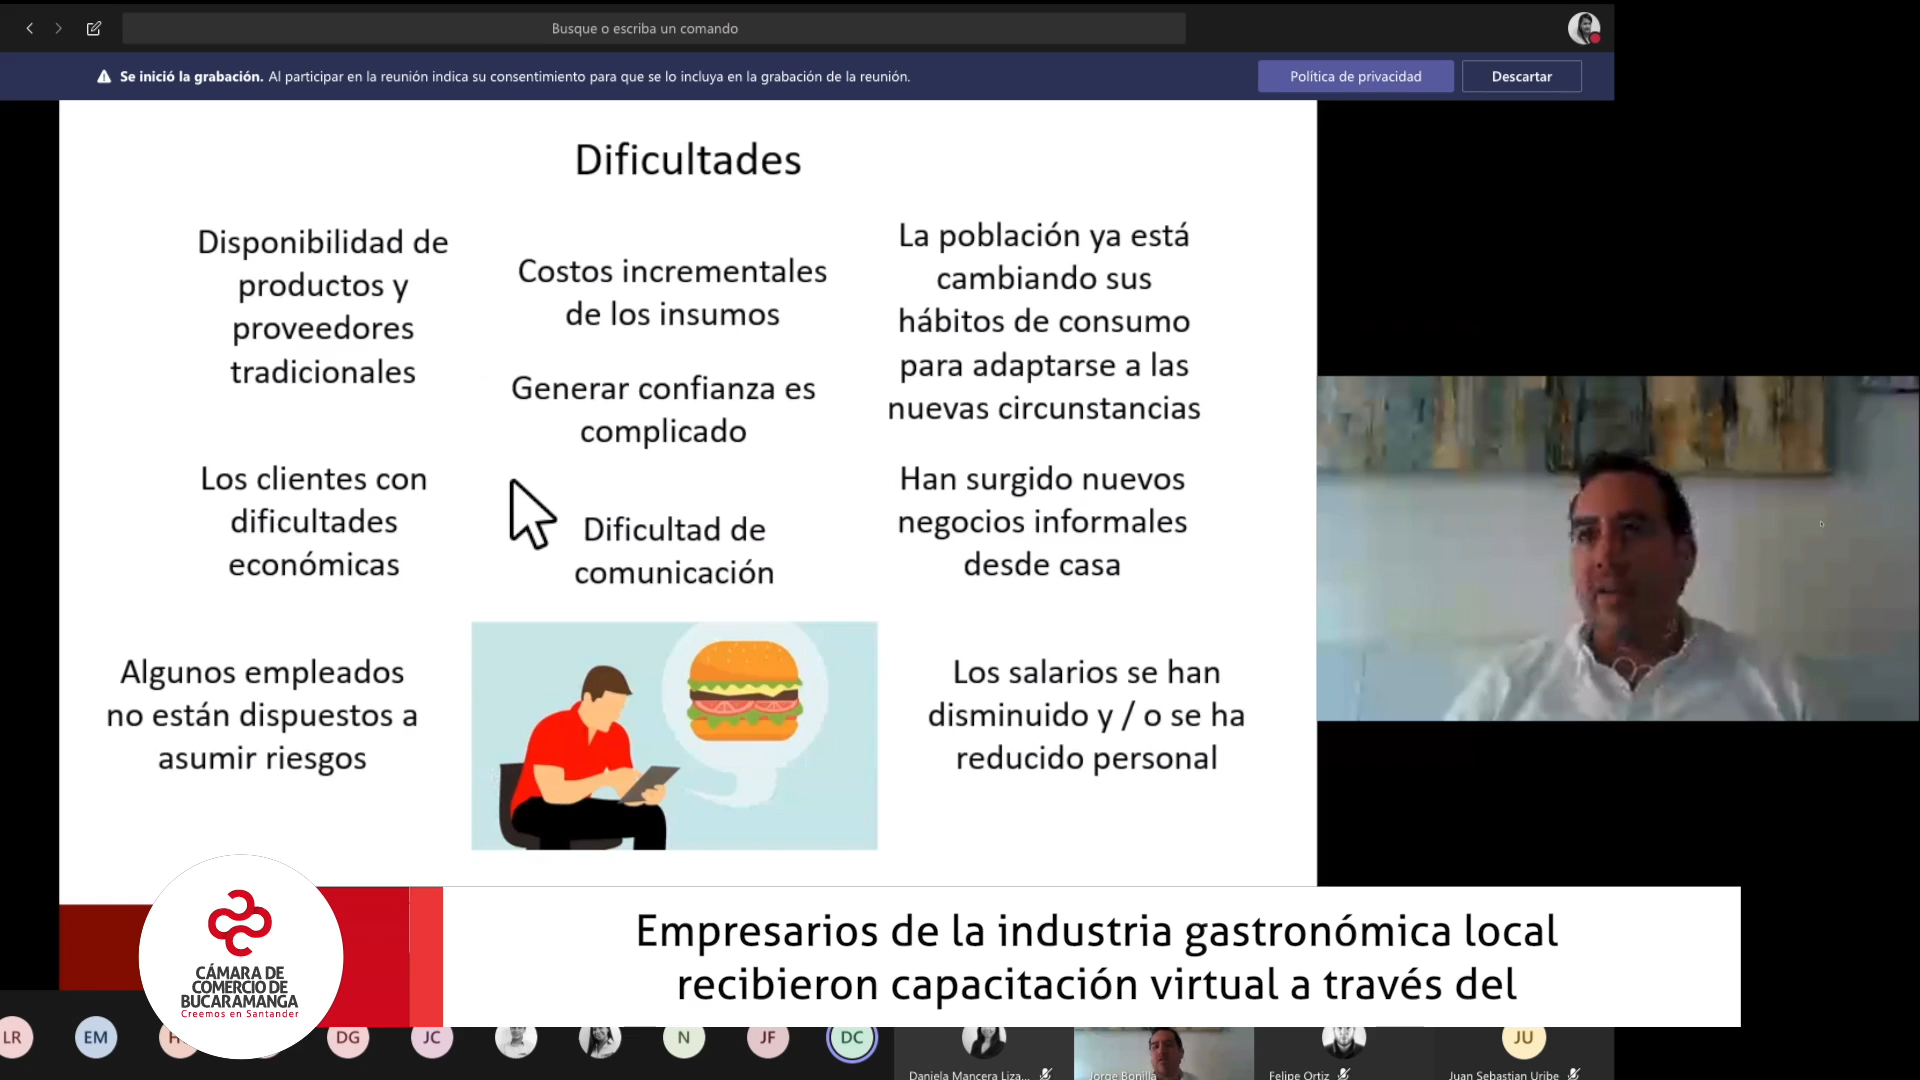 Busque o escriba un comando
Se inició la grabación. Al participar en la reunión indica su consentimiento para que se lo incluya en la grabación de la reunión.
Política de privacidad
Descartar
Dificultades
Disponibilidad de
productos y
proveedores
tradicionales
Costos incrementales
de los insumos
La población ya está
cambiando sus
hábitos de consumo
para adaptarse a las
nuevas circunstancias
Generar confianza es
complicado
Los clientes con
dificultades
económicas
Dificultad de
comunicación
Han surgido nuevos
negocios informales
desde casa
Algunos empleados
no están dispuestos a
asumir riesgos
Los salarios se han
disminuido y / o se ha
reducido personal
CÁMARA DE
COMERCIO DE
BUCARAMANGA
Creemos en Santander
Empresarios de la industria gastronómica local
recibieron capacitación virtual a través del
LR
EM
DG
JC
N
JF
DC
JU
Daniela Mancera Liza...
Jorge Bonilla
Felipe Ortiz
Juan Sebastian Uribe